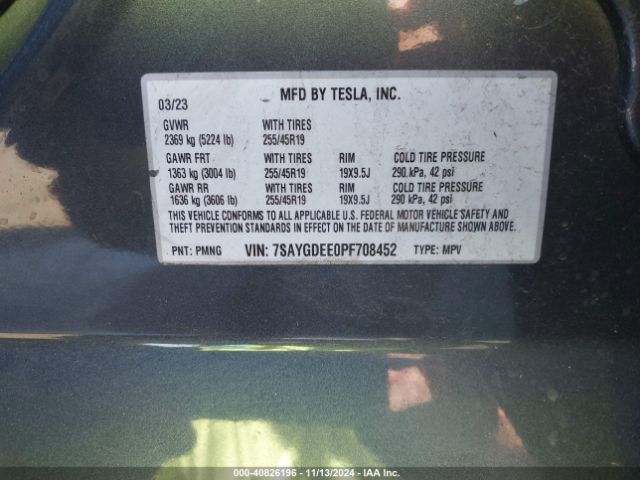 MFD BY TESLA, INC.
03/23
GVWR WITH TIRES
2369 kg (5224 lb) 255/45R19
GAWR FRT WITH TIRES RIM COLD TIRE PRESSURE
1363 kg (3004 lb) 255/45R19 19X9.5J 290 kPa, 42 psi
GAWR RR WITH TIRES RIM COLD TIRE PRESSURE
1636 kg (3606 lb) 255/45R19 19X9.5J 290 kPa, 42 psi
THIS VEHICLE CONFORMS TO ALL APPLICABLE U.S. FEDERAL MOTOR VEHICLE SAFETY AND
THEFT PREVENTION STANDARDS IN EFFECT ON THE DATE OF MANUFACTURE SHOWN ABOVE.
PNT: PMNG VIN: 7SAYGDEE0PF708452 TYPE: MPV
000-40826196 - 11/13/2024 - IAA Inc.